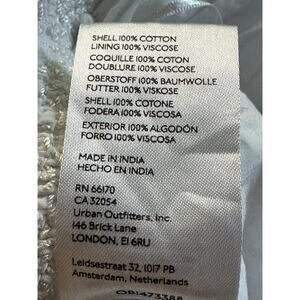 SHELL 100% COTTON
LINING 100% VISCOSE
COQUILLE 100% COTON
DOUBLURE 100% VISCOSE
OBERSTOFF 100% BAUMWOLLE
FUTTER 100% VISKOSE
SHELL 100% COTONE
FODERA 100% VISCOSA
EXTERIOR 100% ALGODÓN
FORRO 100% VISCOSA
MADE IN INDIA
HECHO EN INDIA
RN 66170
CA 32054
Urban Outfitters, Inc.
146 Brick Lane
LONDON, E1 6RU
Leidsestraat 32, 1017 PB
Amsterdam, Netherlands